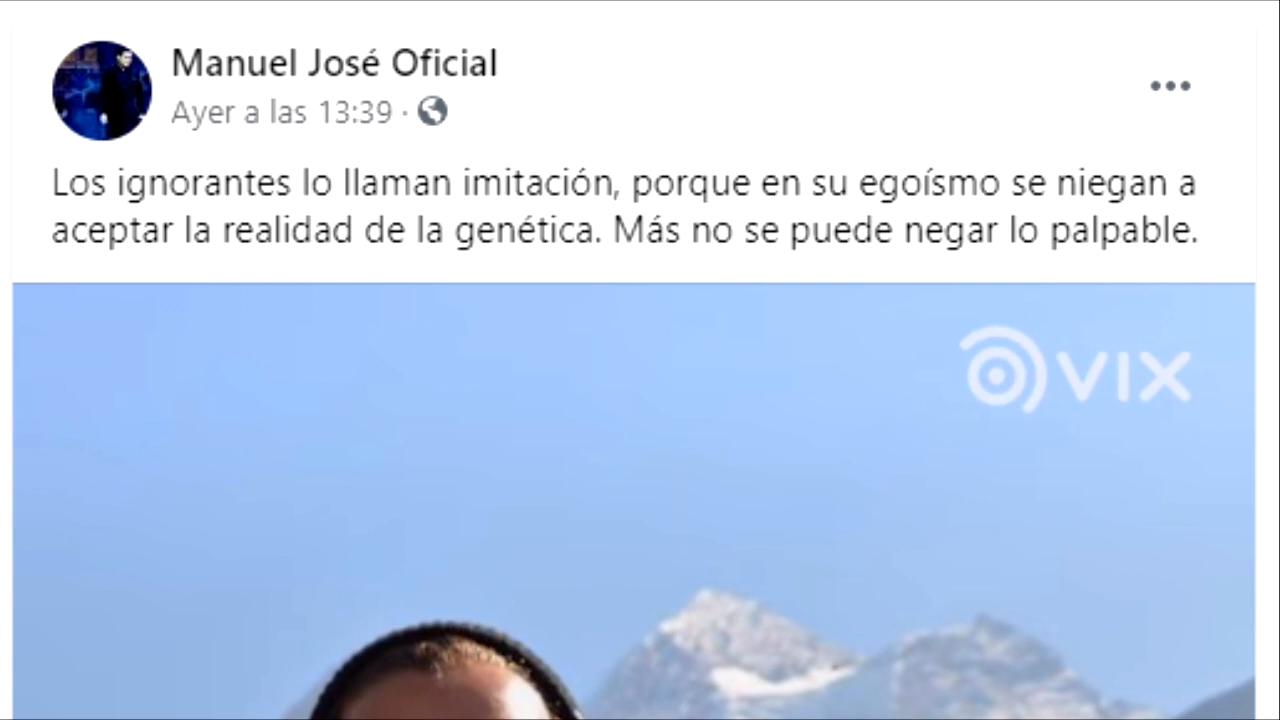 Manuel José Oficial
Ayer a las 13:39 ·
Los ignorantes lo llaman imitación, porque en su egoísmo se niegan a
aceptar la realidad de la genética. Más no se puede negar lo palpable.
VIX